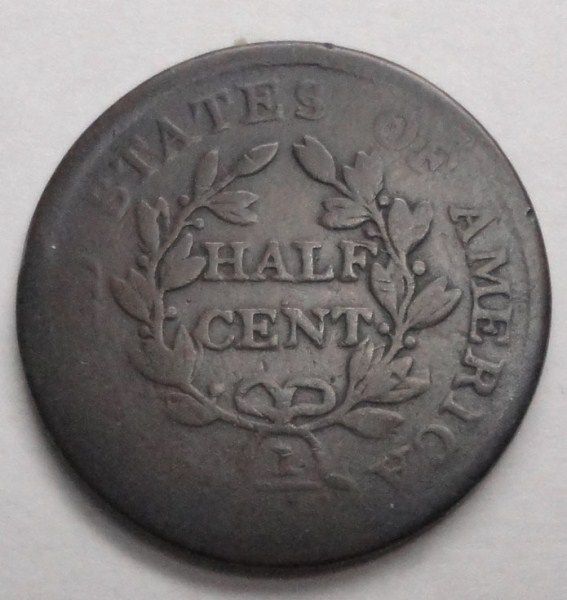 STATES OF AMERICA
HALF
CENT
1